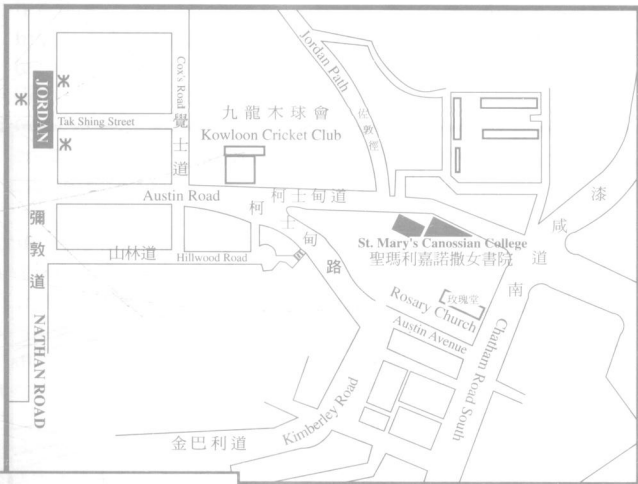 JORDAN
Tak Shing Street
Cox's Road
覺士道
九龍木球會
Kowloon Cricket Club
Jordan Path
佐敦徑
Austin Road
柯士甸道
柯士甸路
山林道
Hillwood Road
彌敦道
NATHAN ROAD
St. Mary's Canossian College
聖瑪利嘉諾撒女書院
漆咸道南
Rosary Church
玫瑰堂
Austin Avenue
Chatham Road South
Kimberley Road
金巴利道